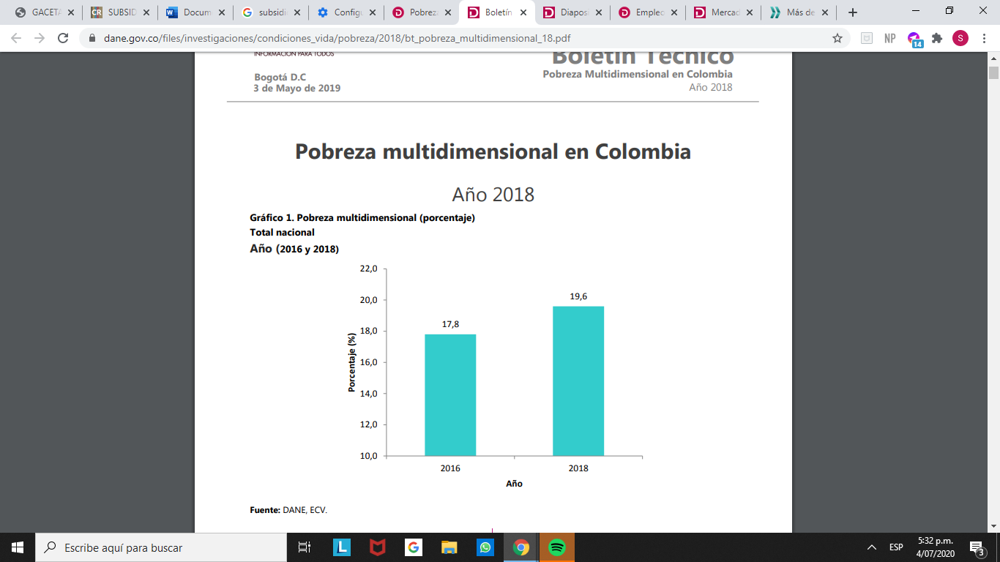 GACETA
SUBSID
Docum
subsidi
Configu
Pobreza
Boletín
Diapos
Empleo
Mercad
Más de
dane.gov.co/files/investigaciones/condiciones_vida/pobreza/2018/bt_pobreza_multidimensional_18.pdf
NP
14
S
INFORMACIÓN PARA TODOS
Boletín Técnico
Bogotá D.C
Pobreza Multidimensional en Colombia
3 de Mayo de 2019
Año 2018
Pobreza multidimensional en Colombia
Año 2018
Gráfico 1. Pobreza multidimensional (porcentaje)
Total nacional
Año (2016 y 2018)
22,0
20,0
18,0
16,0
14,0
12,0
10,0
Porcentaje (%)
17,8
19,6
2016
2018
Año
Fuente: DANE, ECV.
Escribe aquí para buscar
ESP
5:32 p.m.
4/07/2020
3